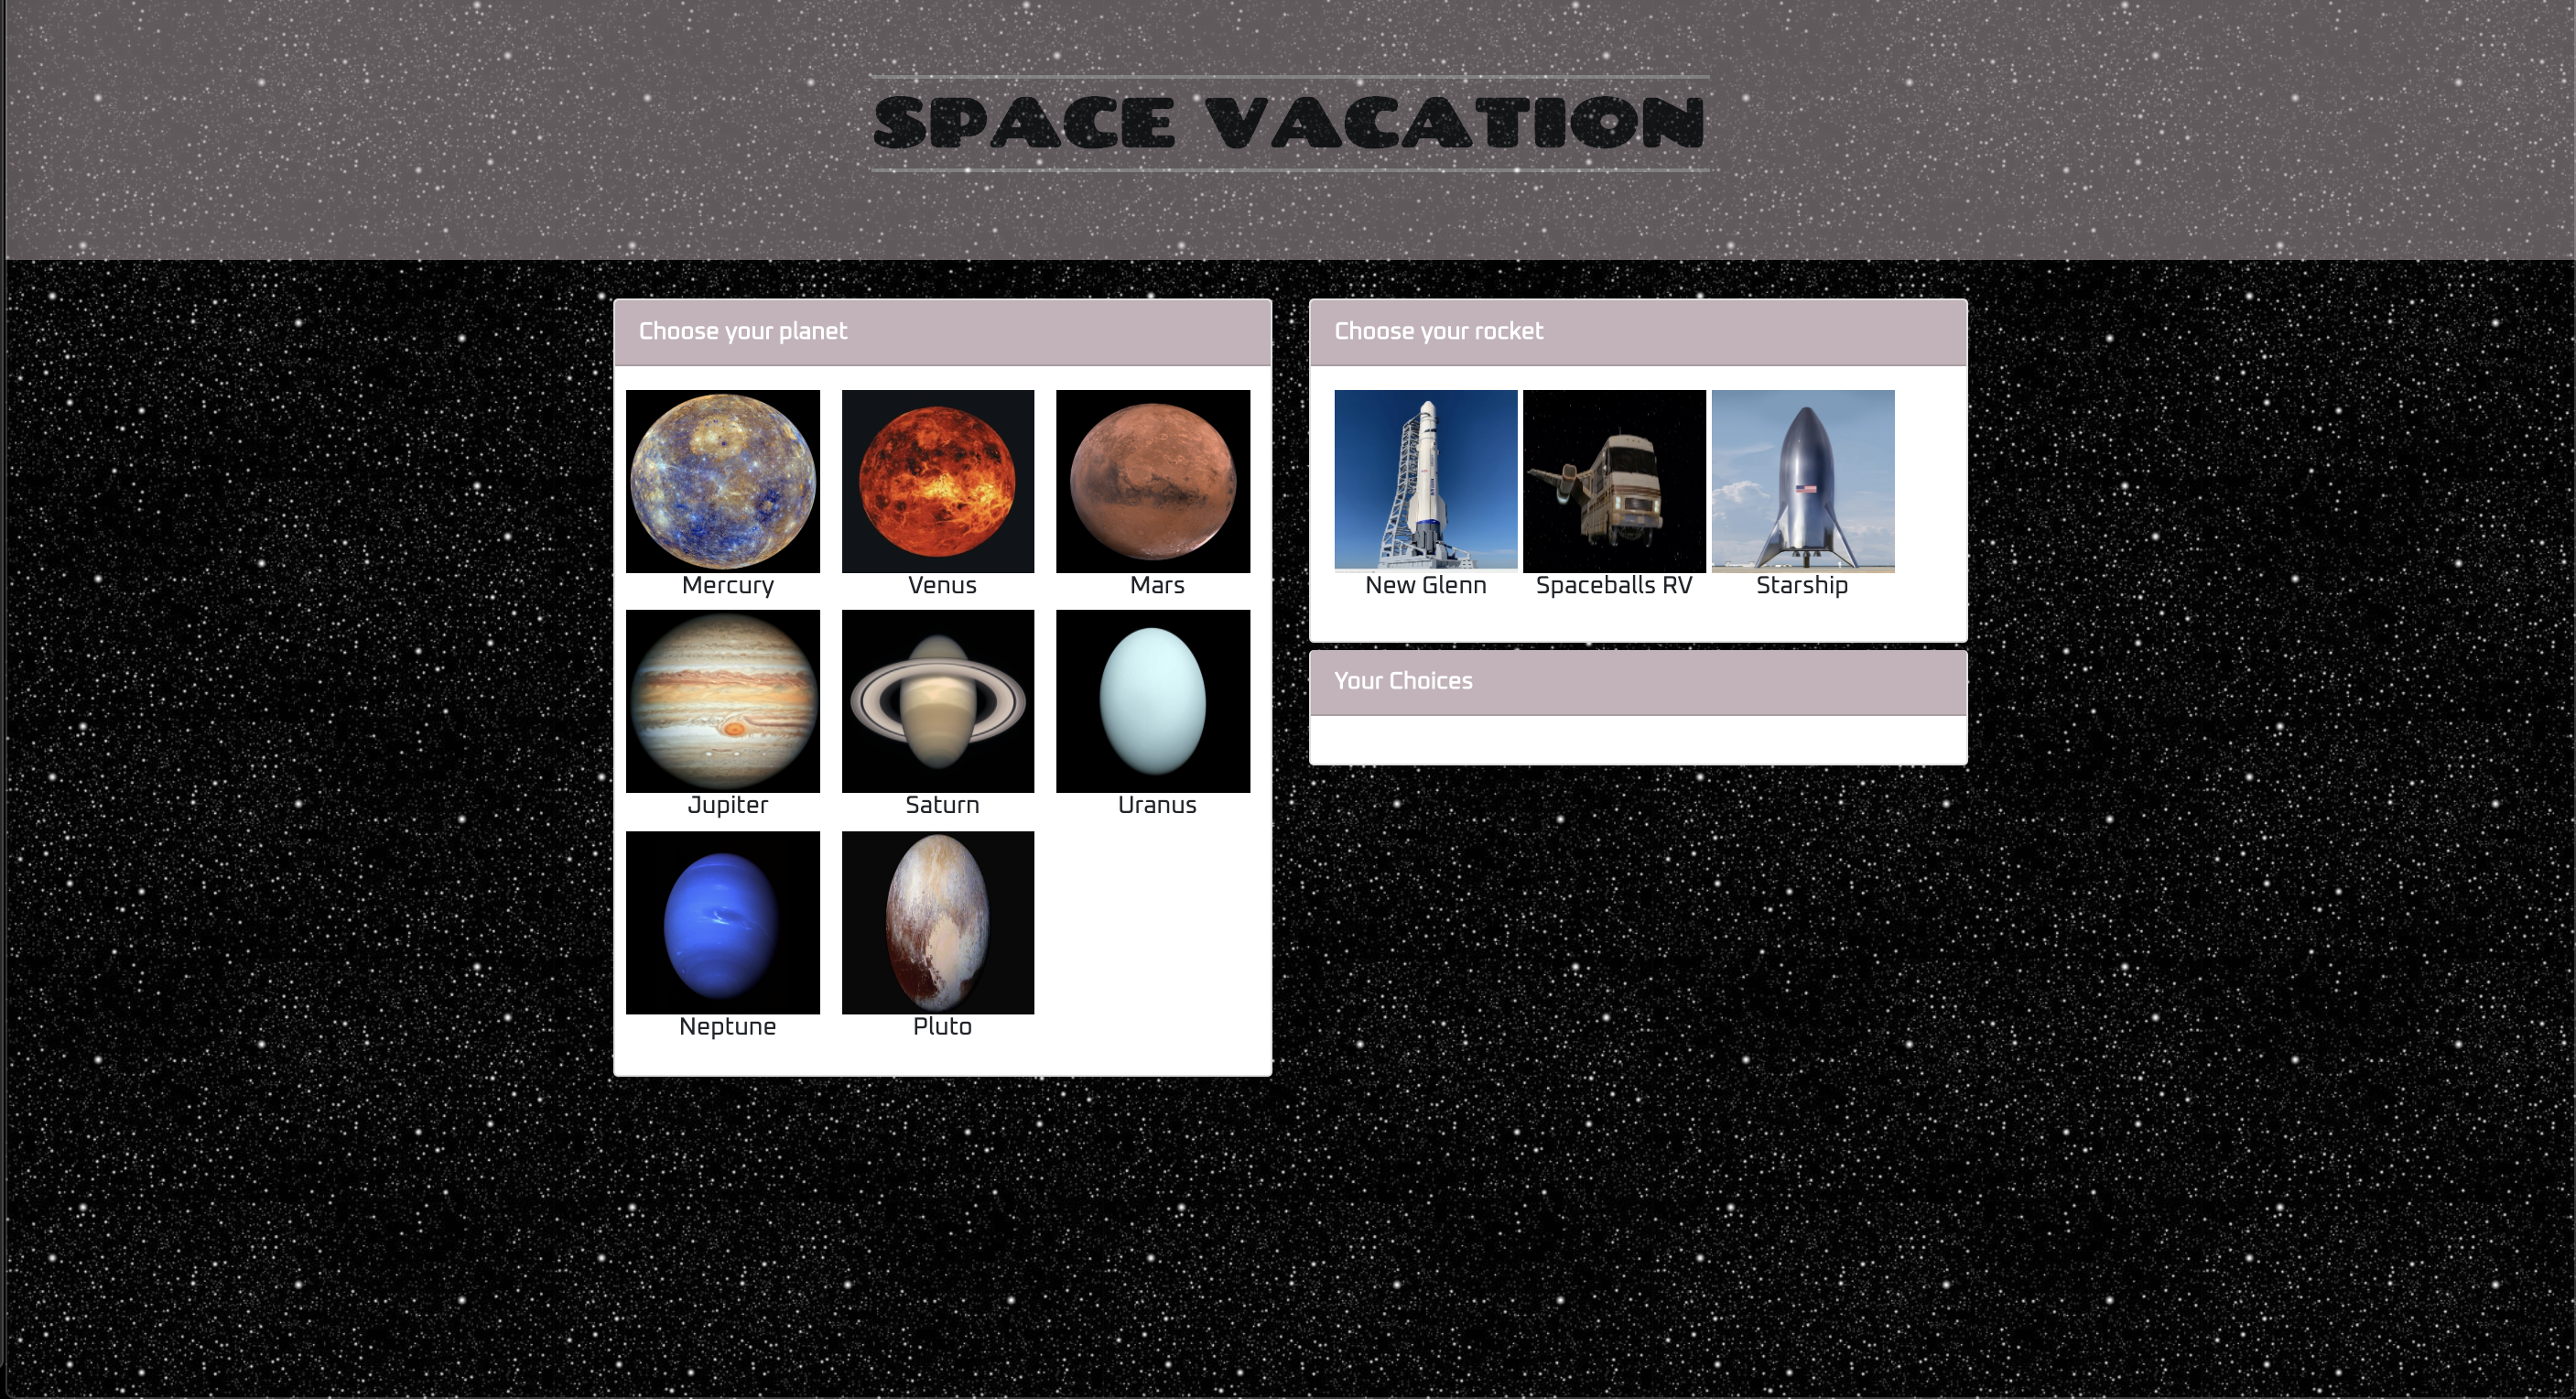 SPACE VACATION
Choose your planet
Mercury
Venus
Mars
Jupiter
Saturn
Uranus
Neptune
Pluto
Choose your rocket
New Glenn
Spaceballs RV
Starship
Your Choices